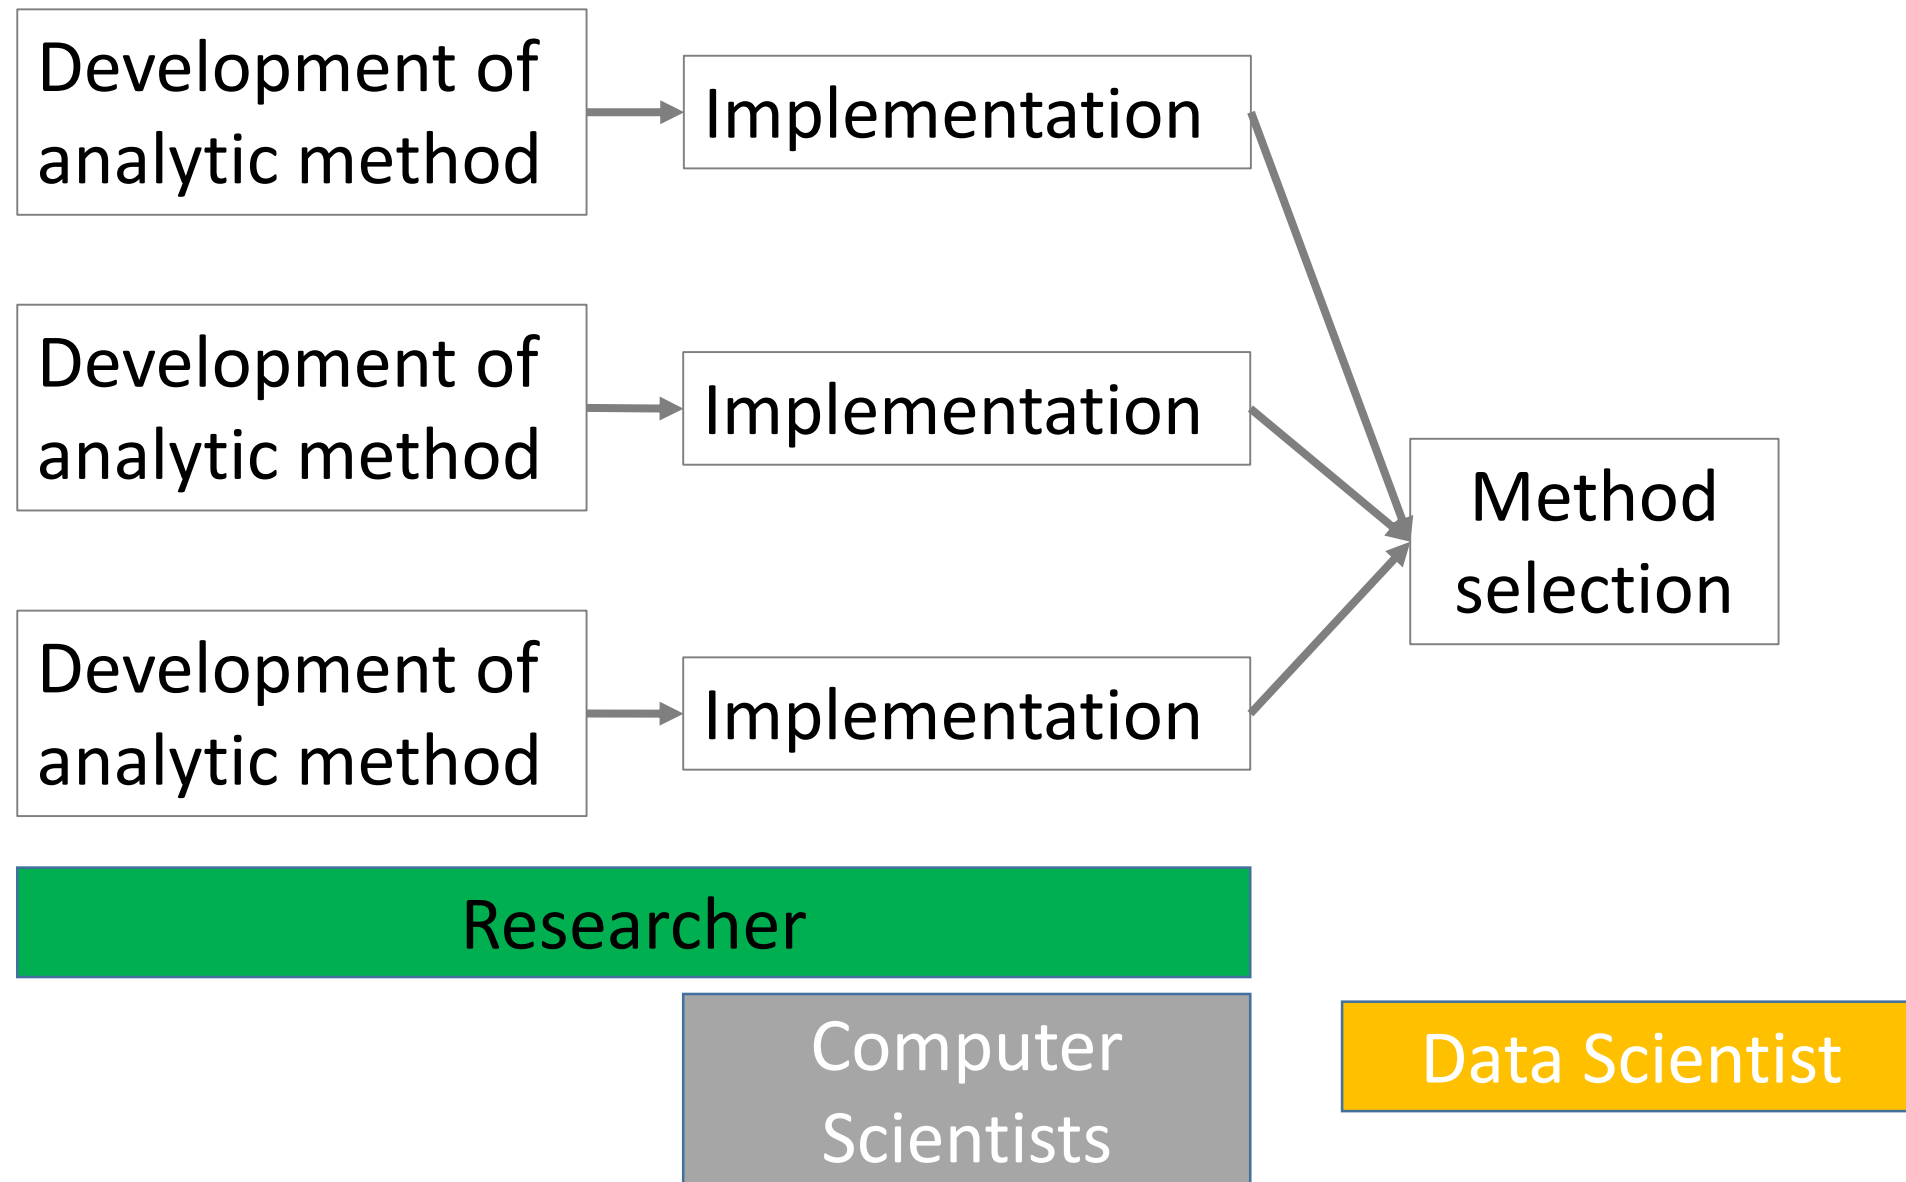 Development of
analytic method
Implementation
Development of
analytic method
Implementation
Method
selection
Development of
analytic method
Implementation
Researcher
Computer
Scientists
Data Scientist